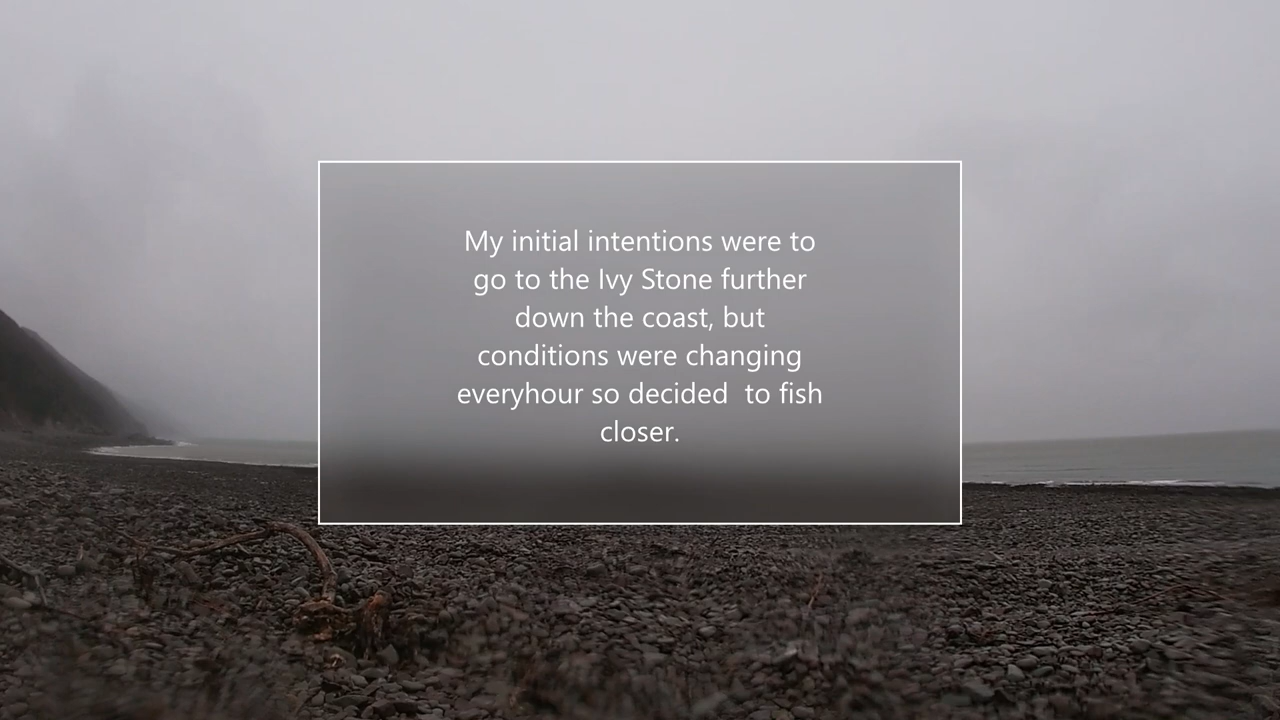 My initial intentions were to
go to the Ivy Stone further
down the coast, but
conditions were changing
everyhour so decided  to fish
closer.